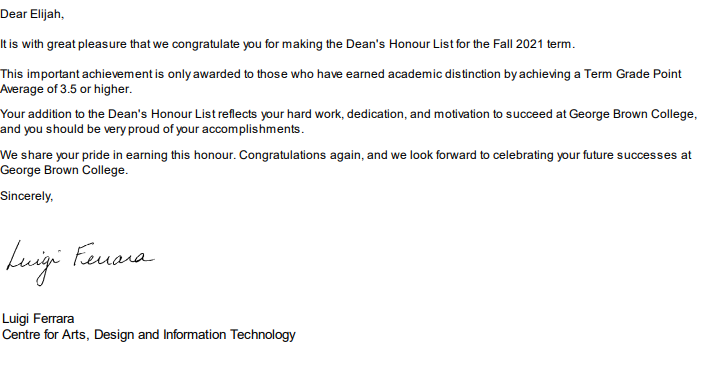 Dear Elijah,
It is with great pleasure that we congratulate you for making the Dean's Honour List for the Fall 2021 term.
This important achievement is only awarded to those who have earned academic distinction by achieving a Term Grade Point
Average of 3.5 or higher.
Your addition to the Dean's Honour List reflects your hard work, dedication, and motivation to succeed at George Brown College,
and you should be very proud of your accomplishments.
We share your pride in earning this honour. Congratulations again, and we look forward to celebrating your future successes at
George Brown College.
Sincerely,
Luigi Ferrara
Luigi Ferrara
Centre for Arts, Design and Information Technology